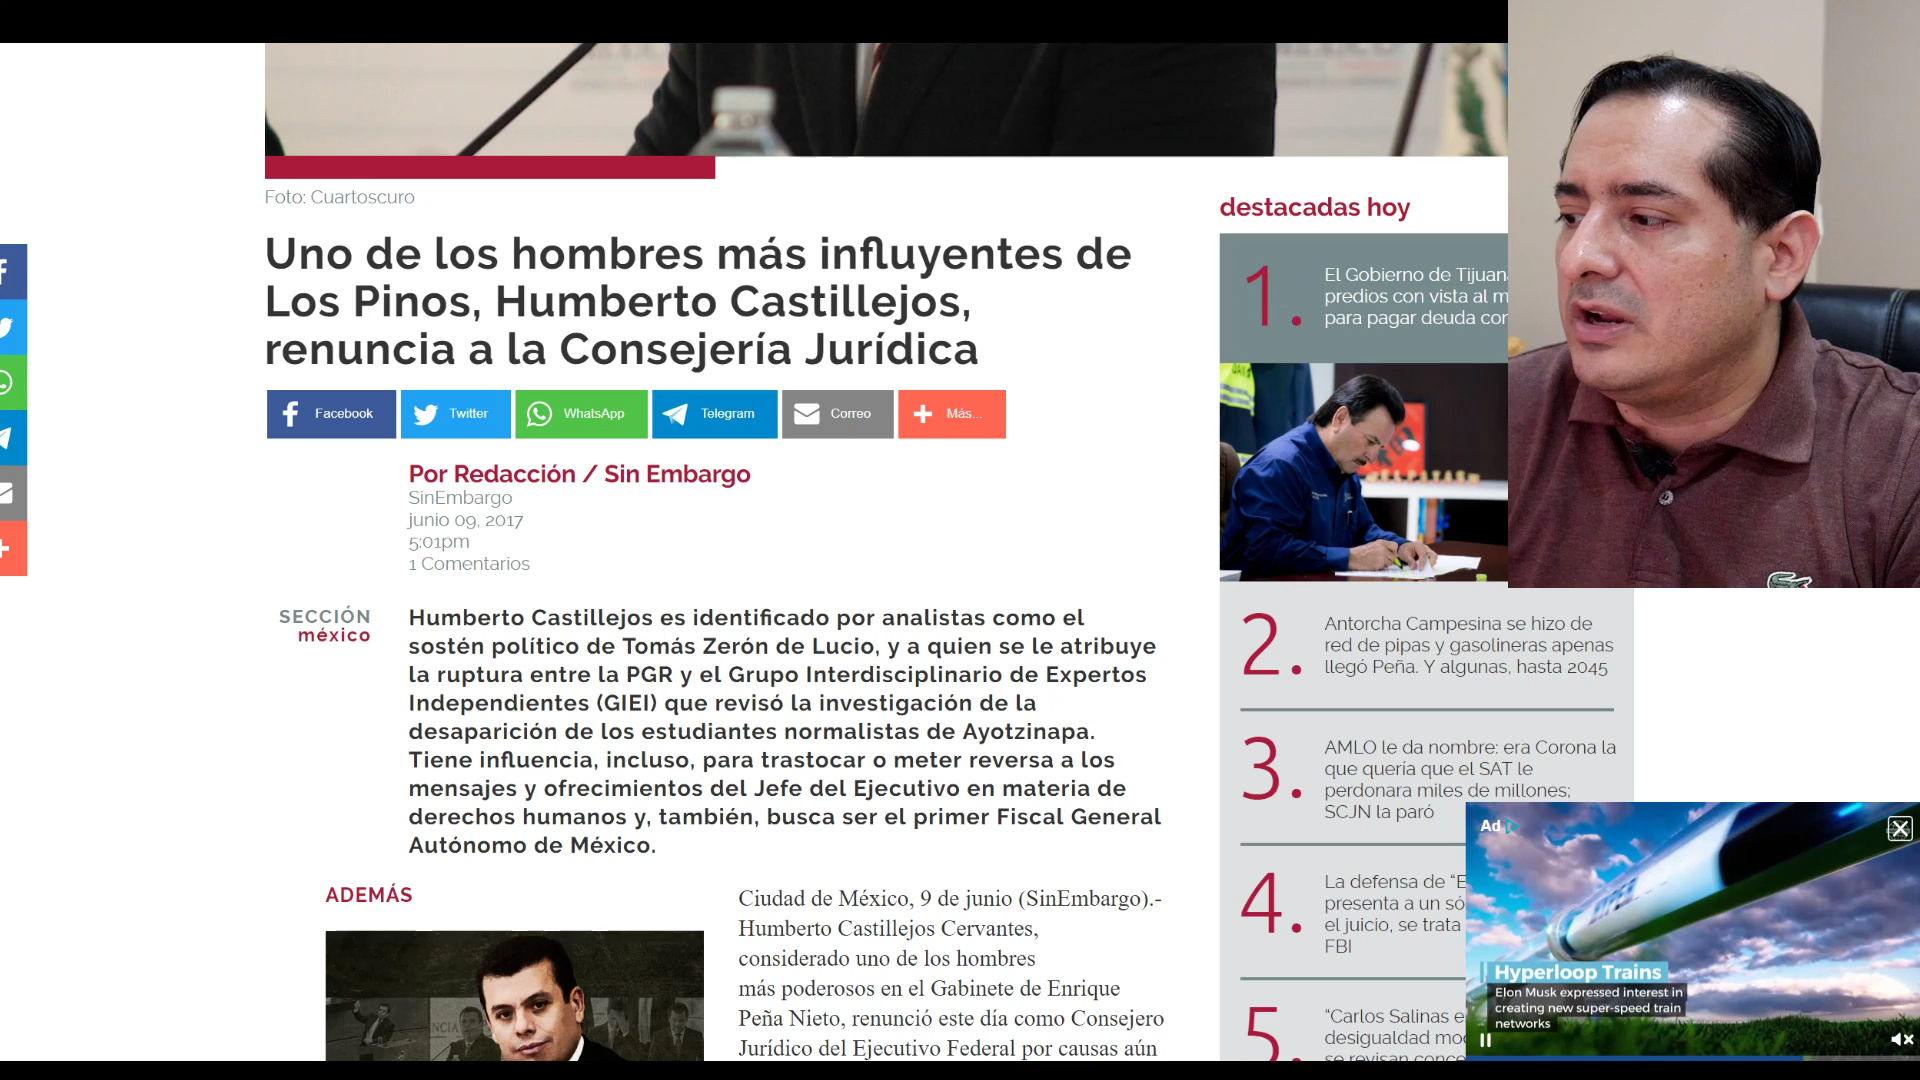 Foto: Cuartoscuro
Uno de los hombres más influyentes de
Los Pinos, Humberto Castillejos,
renuncia a la Consejería Jurídica
Facebook
Twitter
WhatsApp
Telegram
Correo
Más...
Por Redacción / Sin Embargo
SinEmbargo
junio 09, 2017
5:01pm
1 Comentarios
SECCIÓN
méxico
Humberto Castillejos es identificado por analistas como el
sostén político de Tomás Zerón de Lucio, y a quien se le atribuye
la ruptura entre la PGR y el Grupo Interdisciplinario de Expertos
Independientes (GIEI) que revisó la investigación de la
desaparición de los estudiantes normalistas de Ayotzinapa.
Tiene influencia, incluso, para trastocar o meter reversa a los
mensajes y ofrecimientos del Jefe del Ejecutivo en materia de
derechos humanos y, también, busca ser el primer Fiscal General
Autónomo de México.
ADEMÁS
Ciudad de México, 9 de junio (SinEmbargo).-
Humberto Castillejos Cervantes,
considerado uno de los hombres
más poderosos en el Gabinete de Enrique
Peña Nieto, renunció este día como Consejero
Jurídico del Ejecutivo Federal por causas aún
destacadas hoy
1.
El Gobierno de Tijuan
predios con vista al m
para pagar deuda cor
2.
Antorcha Campesina se hizo de
red de pipas y gasolineras apenas
llegó Peña. Y algunas, hasta 2045
3.
AMLO le da nombre: era Corona la
que quería que el SAT le
perdonara miles de millones;
SCJN la paró
4.
La defensa de “E
presenta a un só
el juicio, se trata
FBI
5.
“Carlos Salinas e
desigualdad mo
se revisan conce
Ad
Hyperloop Trains
Elon Musk expressed interest in
creating new super-speed train
networks